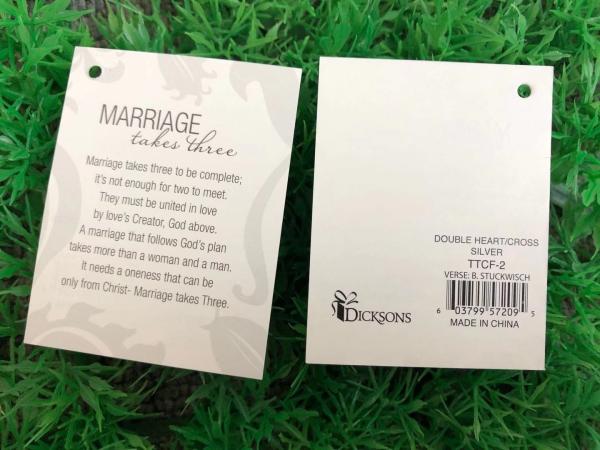 MARRIAGE
takes three
Marriage takes three to be complete;
it's not enough for two to meet.
They must be united in love
by love's Creator, God above.
A marriage that follows God's plan
takes more than a woman and a man.
It needs a oneness that can be
only from Christ- Marriage takes Three.
DOUBLE HEART/CROSS
SILVER
TTCF-2
VERSE: B. STUCKWISCH
6 03799 57209 5
MADE IN CHINA
DICKSONS